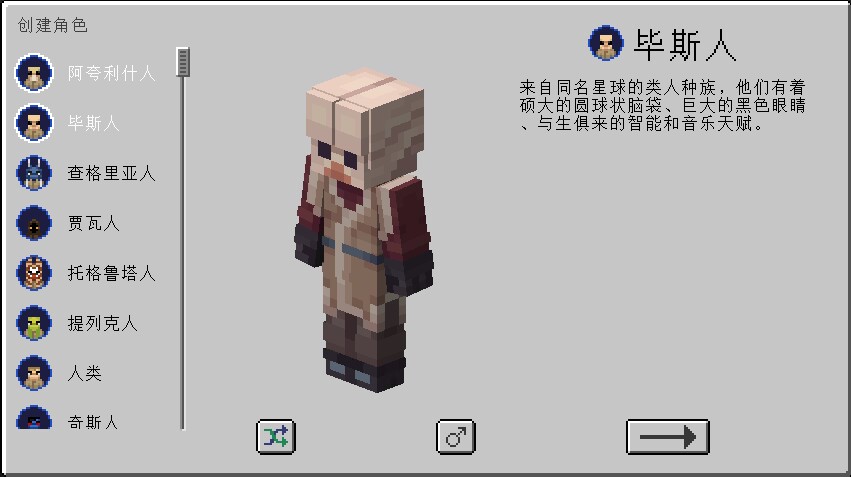 创建角色
阿夸利什人
毕斯人
查格里亚人
贾瓦人
托格鲁塔人
提列克人
人类
奇斯人
毕斯人
来自同名星球的类人种族，他们有着
硕大的圆球状脑袋、巨大的黑色眼睛
、与生俱来的智能和音乐天赋。